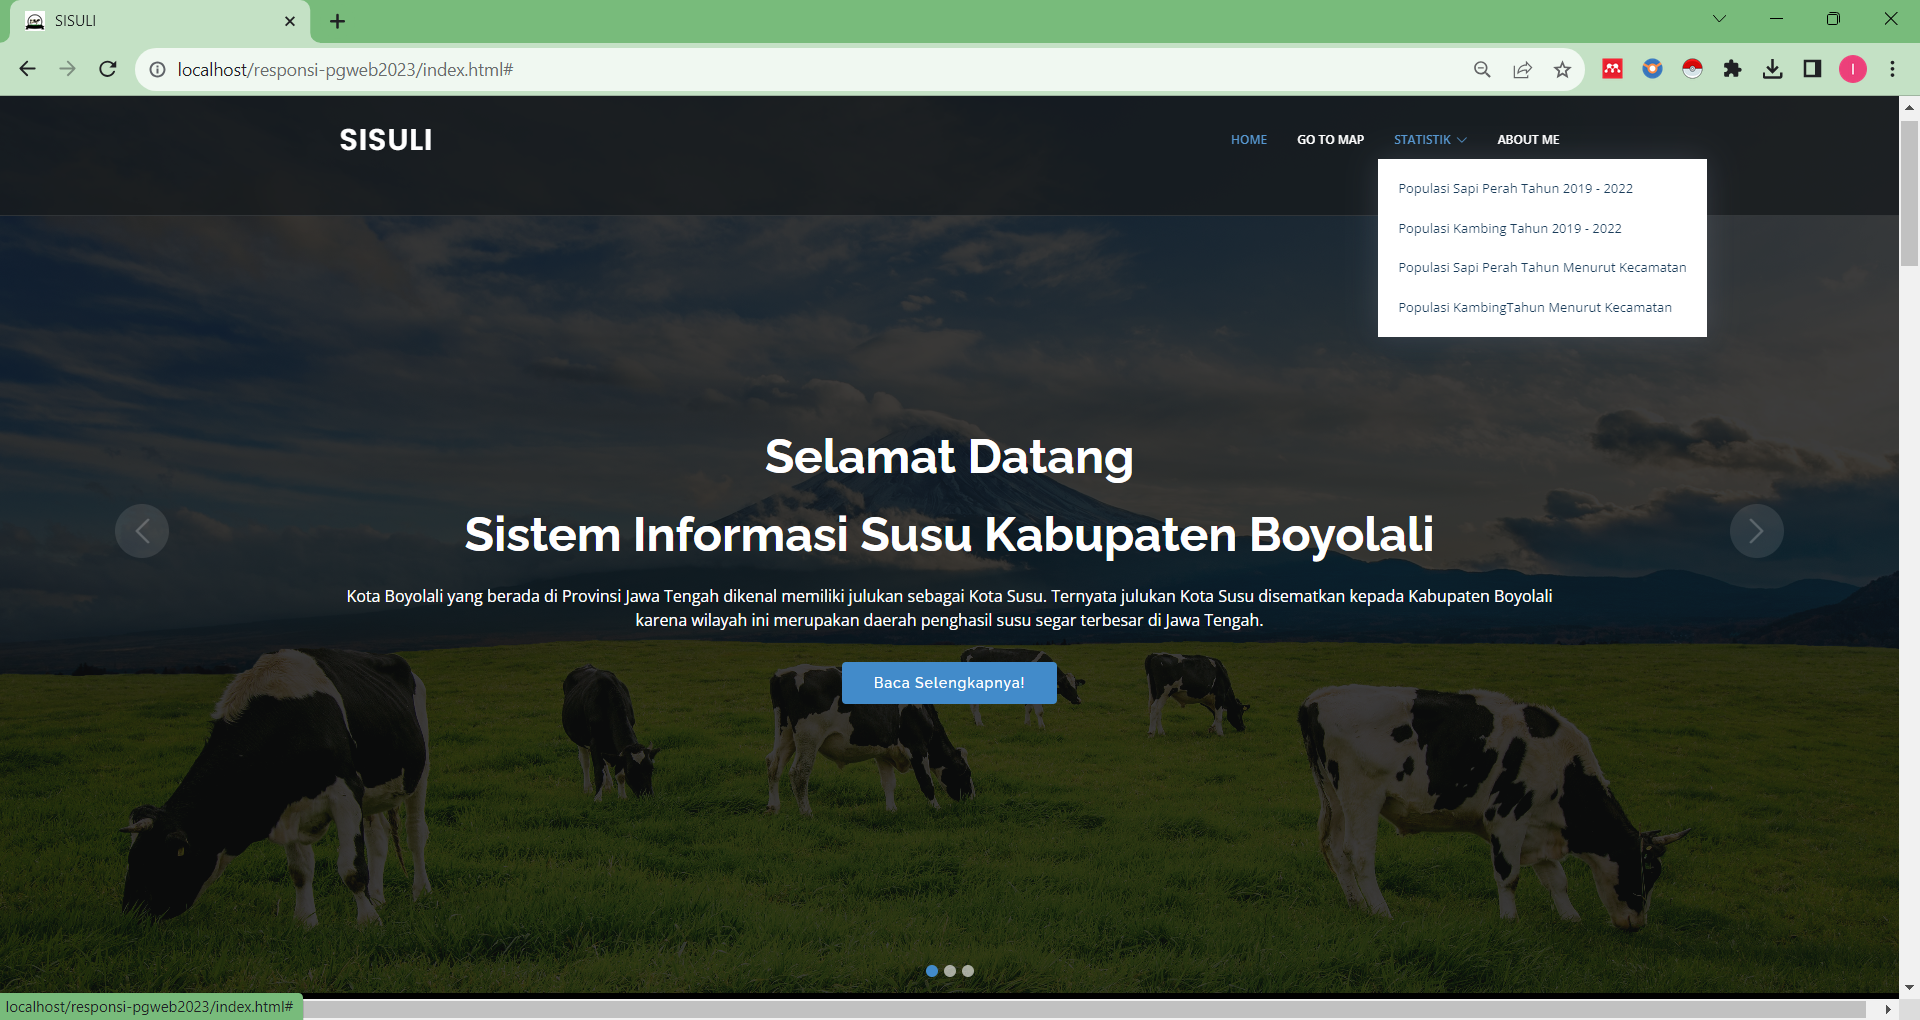 SISULI
localhost/responsi-pgweb2023/index.html#
I
SISULI
HOME GO TO MAP STATISTIK ABOUT ME
Populasi Sapi Perah Tahun 2019 - 2022
Populasi Kambing Tahun 2019 - 2022
Populasi Sapi Perah Tahun Menurut Kecamatan
Populasi KambingTahun Menurut Kecamatan
Selamat Datang
Sistem Informasi Susu Kabupaten Boyolali
Kota Boyolali yang berada di Provinsi Jawa Tengah dikenal memiliki julukan sebagai Kota Susu. Ternyata julukan Kota Susu disematkan kepada Kabupaten Boyolali
karena wilayah ini merupakan daerah penghasil susu segar terbesar di Jawa Tengah.
Baca Selengkapnya!
localhost/responsi-pgweb2023/index.html#